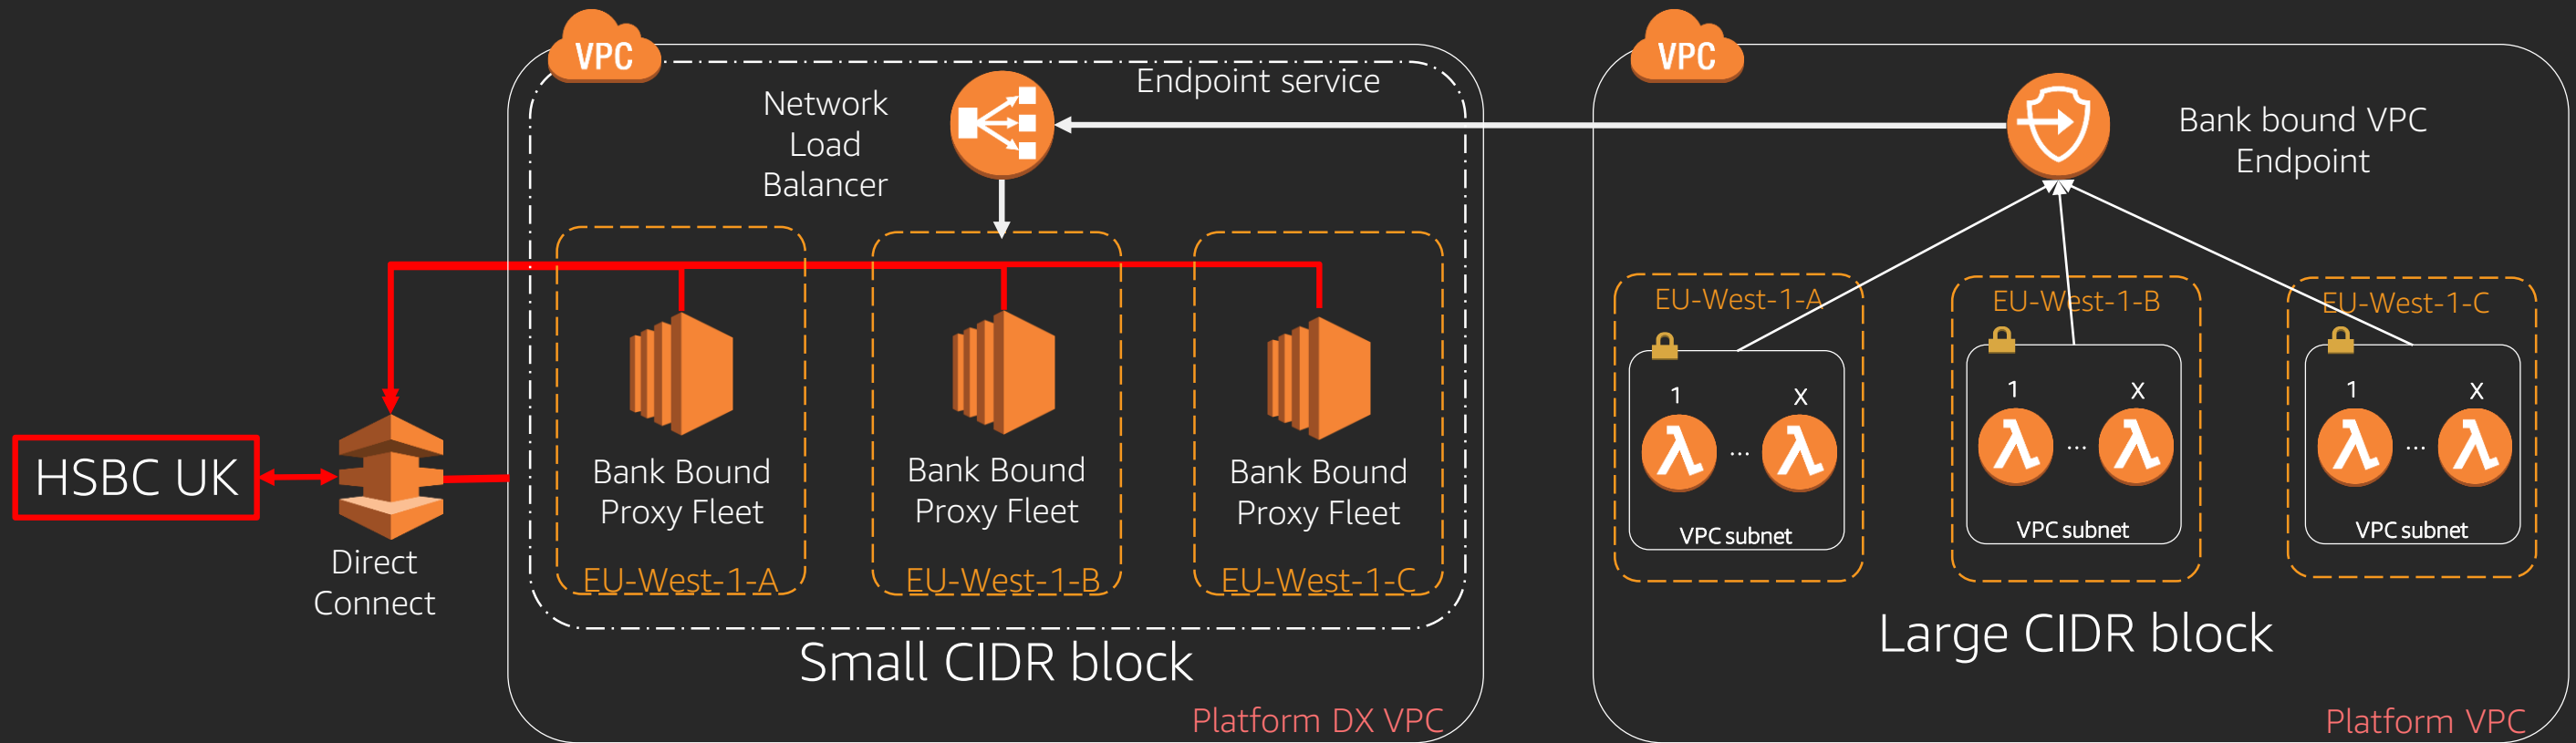 VPC
Network
Load
Balancer
Endpoint service
Bank Bound
Proxy Fleet
EU-West-1-A
Bank Bound
Proxy Fleet
EU-West-1-B
Bank Bound
Proxy Fleet
EU-West-1-C
HSBC UK
Direct
Connect
Small CIDR block
Platform DX VPC
VPC
Bank bound VPC
Endpoint
EU-West-1-A
1
X
...
VPC subnet
EU-West-1-B
1
X
...
VPC subnet
EU-West-1-C
1
X
...
VPC subnet
Large CIDR block
Platform VPC